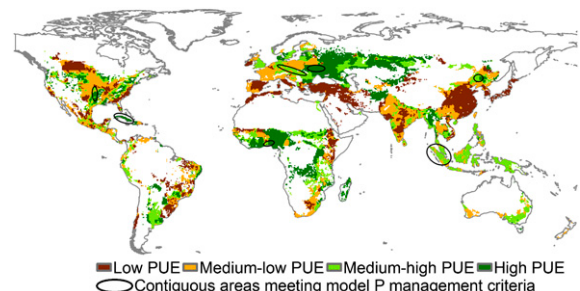 Low PUE Medium-low PUE Medium-high PUE High PUE
Contiguous areas meeting model P management criteria